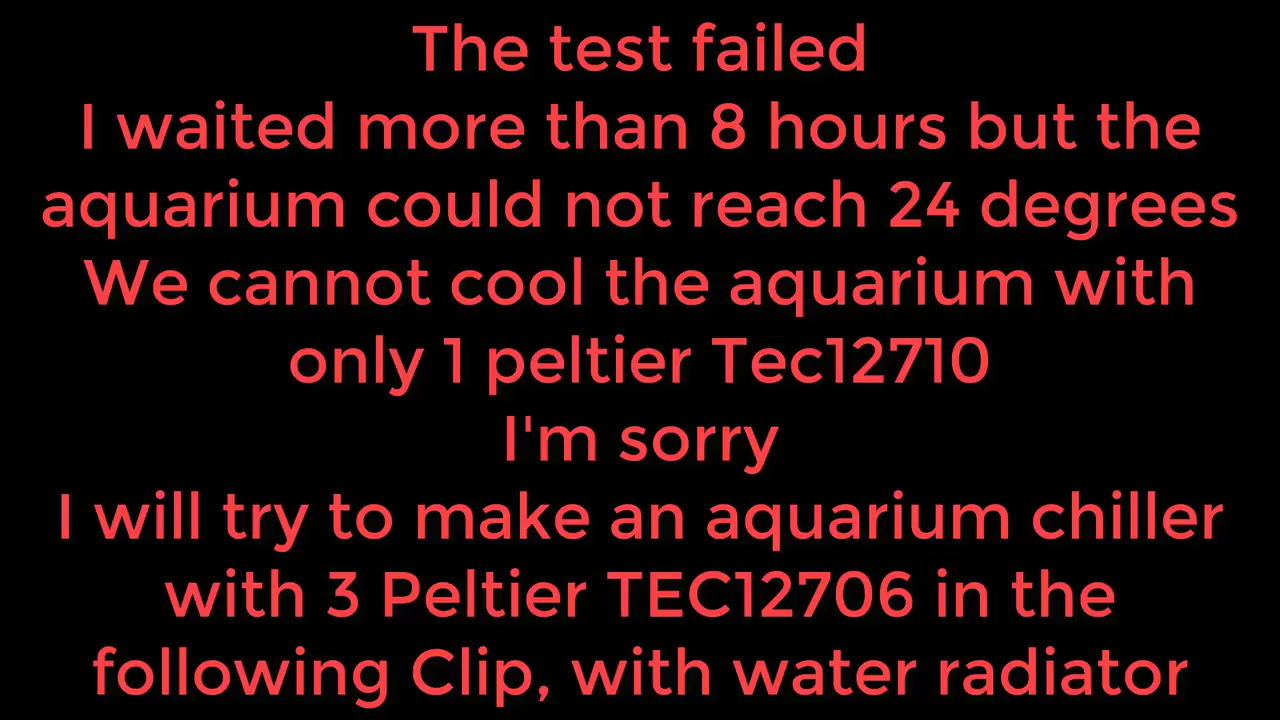 The test failed
I waited more than 8 hours but the
aquarium could not reach 24 degrees
We cannot cool the aquarium with
only 1 peltier Tec12710
I'm sorry
I will try to make an aquarium chiller
with 3 Peltier TEC12706 in the
following Clip, with water radiator